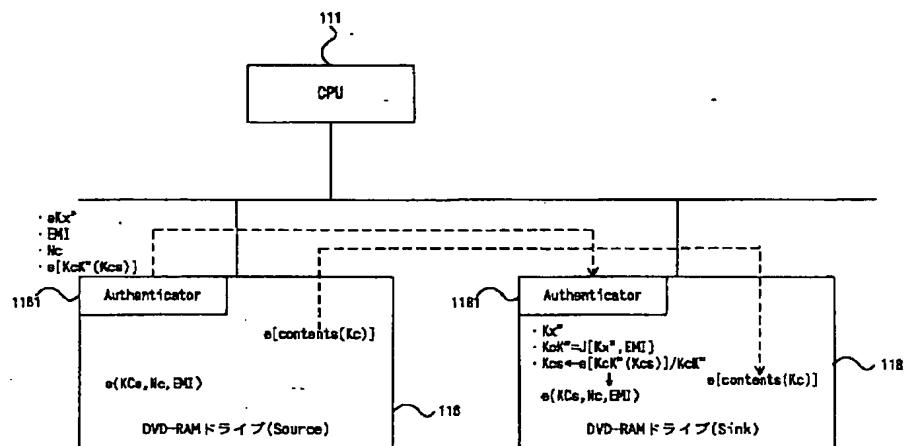 111
CPU
・eKx"
・EMI
・Nc
・e[KcK"(Kcs)]
1181
Authenticator
e[contents(Kc)]
e(KCs,Nc,EMI)
DVD-RAMドライブ(Source)
116
1181
Authenticator
・Kx"
・KcK"=J[Kx",EMI]
・Kcs←e[KcK"(Kcs)]/KcK"
↓
e(KCs,Nc,EMI)
e[contents(Kc)]
DVD-RAMドライブ(Sink)
118